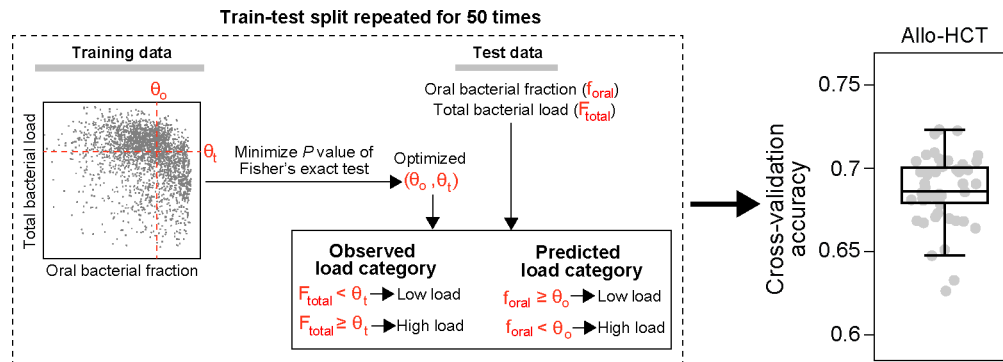 Train-test split repeated for 50 times
Training data
θo
Total bacterial load
θt
Oral bacterial fraction
Minimize P value of
Fisher's exact test
Test data
Oral bacterial fraction (foral)
Total bacterial load (Ftotal)
Optimized
(θo ,θt)
Observed
load category
Ftotal < θt Low load
Ftotal ≥ θt High load
Predicted
load category
foral ≥ θo Low load
foral < θo High load
Allo-HCT
Cross-validation
accuracy
0.75
0.7
0.65
0.6